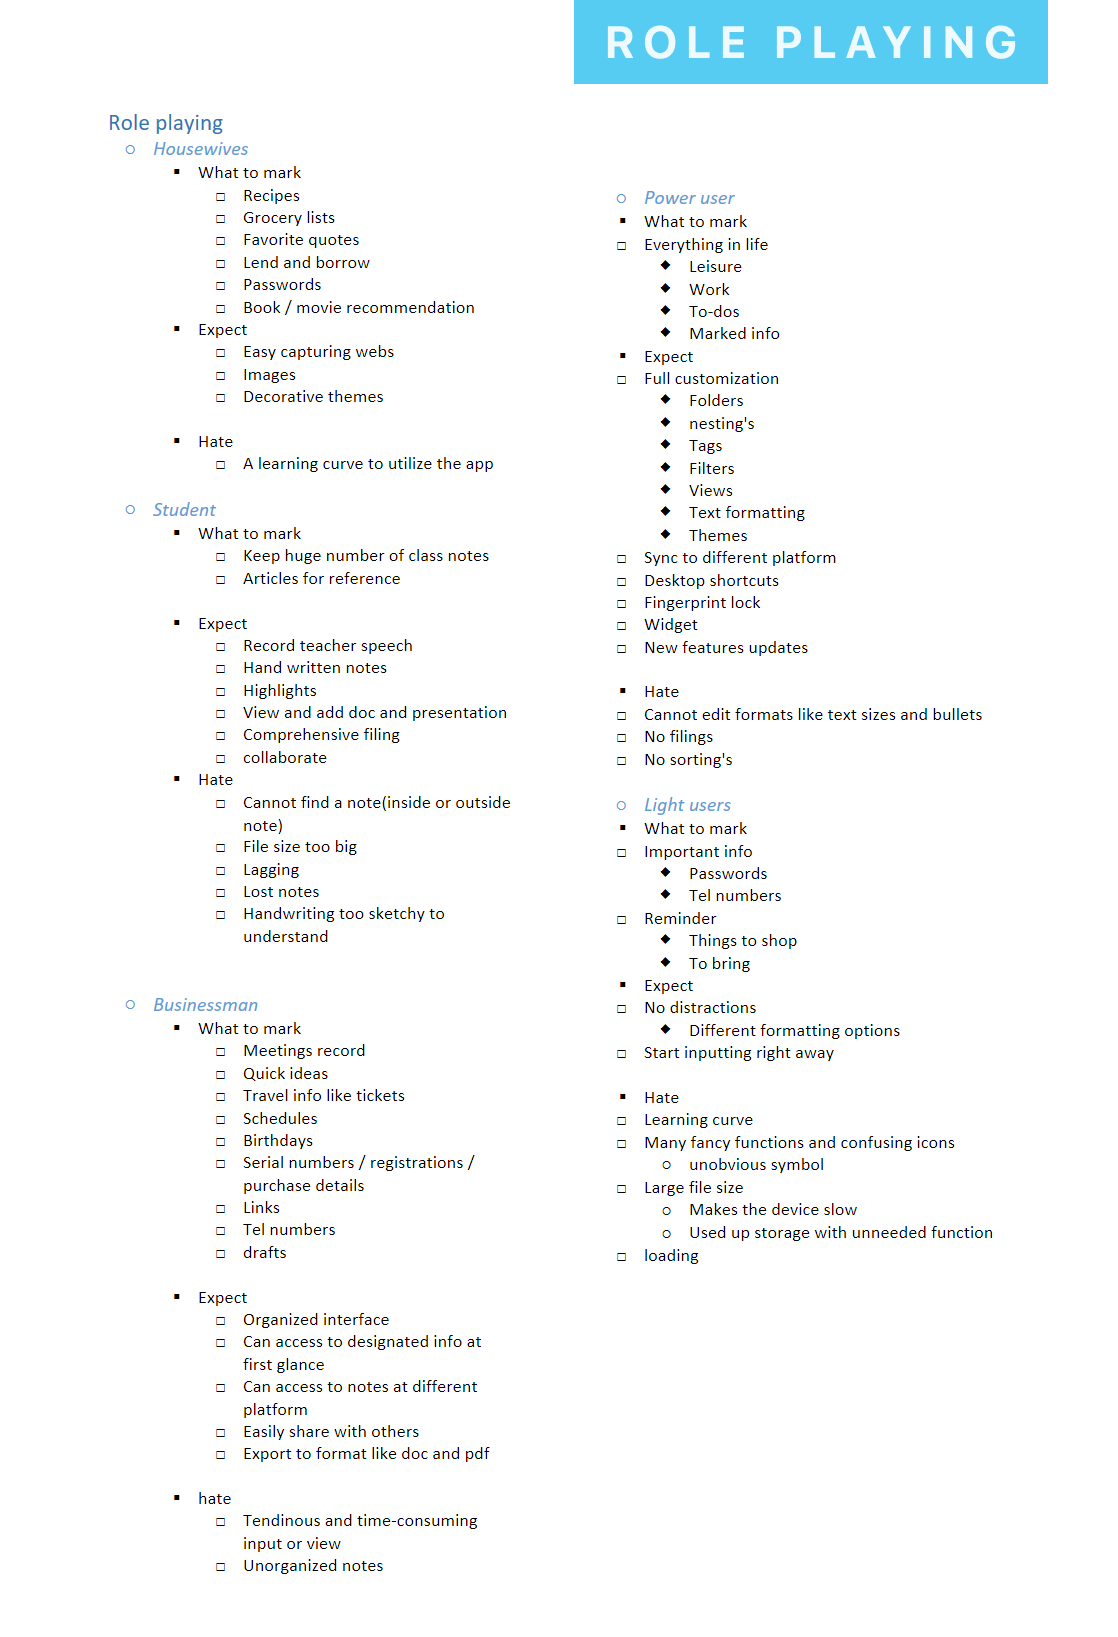 ROLE PLAYING
Role playing
Housewives
What to mark
Recipes
Grocery lists
Favorite quotes
Lend and borrow
Passwords
Book / movie recommendation
Expect
Easy capturing webs
Images
Decorative themes
Hate
A learning curve to utilize the app
Student
What to mark
Keep huge number of class notes
Articles for reference
Expect
Record teacher speech
Hand written notes
Highlights
View and add doc and presentation
Comprehensive filing
collaborate
Hate
Cannot find a note(inside or outside
note)
File size too big
Lagging
Lost notes
Handwriting too sketchy to
understand
Businessman
What to mark
Meetings record
Quick ideas
Travel info like tickets
Schedules
Birthdays
Serial numbers / registrations /
purchase details
Links
Tel numbers
drafts
Expect
Organized interface
Can access to designated info at
first glance
Can access to notes at different
platform
Easily share with others
Export to format like doc and pdf
hate
Tendinous and time-consuming
input or view
Unorganized notes
Power user
What to mark
Everything in life
Leisure
Work
To-dos
Marked info
Expect
Full customization
Folders
nesting's
Tags
Filters
Views
Text formatting
Themes
Sync to different platform
Desktop shortcuts
Fingerprint lock
Widget
New features updates
Hate
Cannot edit formats like text sizes and bullets
No filings
No sorting's
Light users
What to mark
Important info
Passwords
Tel numbers
Reminder
Things to shop
To bring
Expect
No distractions
Different formatting options
Start inputting right away
Hate
Learning curve
Many fancy functions and confusing icons
unobvious symbol
Large file size
Makes the device slow
Used up storage with unneeded function
loading